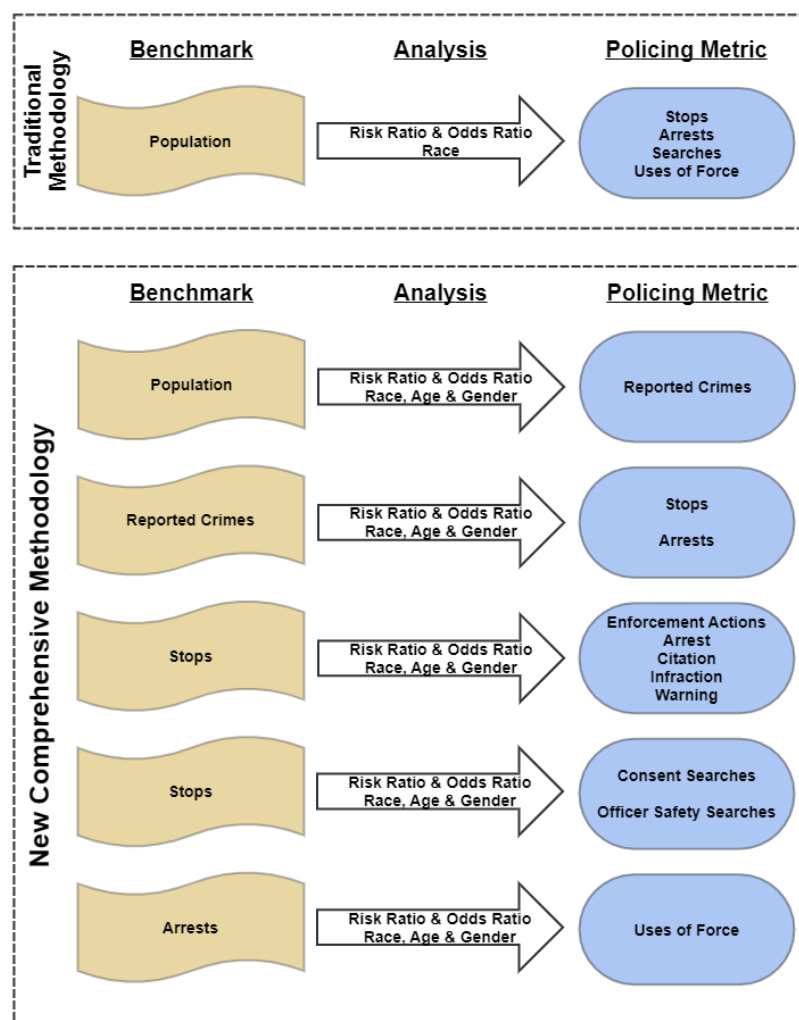 Traditional
Methodology
Benchmark
Analysis
Policing Metric
Population
Risk Ratio & Odds Ratio
Race
Stops
Arrests
Searches
Uses of Force
New Comprehensive Methodology
Benchmark
Analysis
Policing Metric
Population
Risk Ratio & Odds Ratio
Race, Age & Gender
Reported Crimes
Reported Crimes
Risk Ratio & Odds Ratio
Race, Age & Gender
Stops
Arrests
Stops
Risk Ratio & Odds Ratio
Race, Age & Gender
Enforcement Actions
Arrest
Citation
Infraction
Warning
Stops
Risk Ratio & Odds Ratio
Race, Age & Gender
Consent Searches
Officer Safety Searches
Arrests
Risk Ratio & Odds Ratio
Race, Age & Gender
Uses of Force